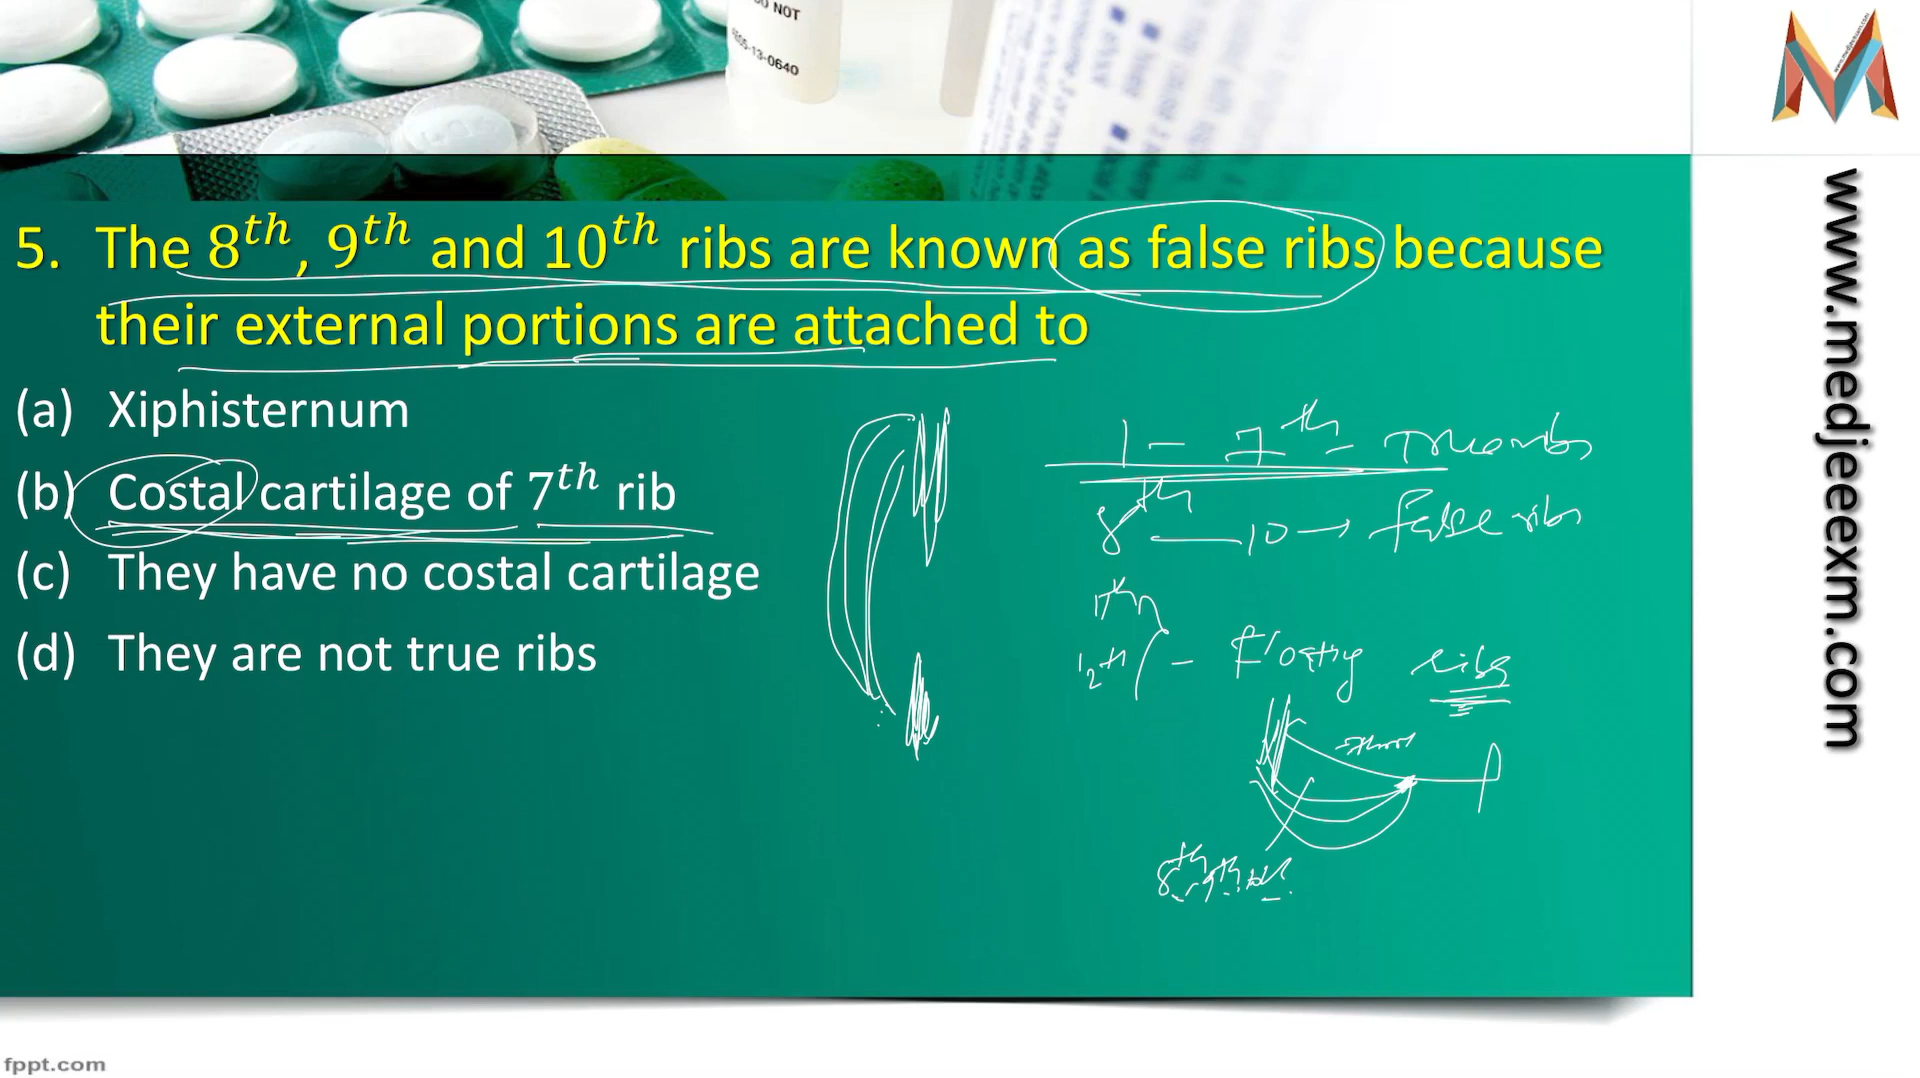 DO NOT
13-0640
5. The 8th, 9th and 10th ribs are known as false ribs because
their external portions are attached to
(a) Xiphisternum
(b) Costal cartilage of 7th rib
(c) They have no costal cartilage
(d) They are not true ribs
1 - 7th - True ribs
8th — 10 → false ribs
12th - Floating ribs
www.medjeeexm.com
fppt.com